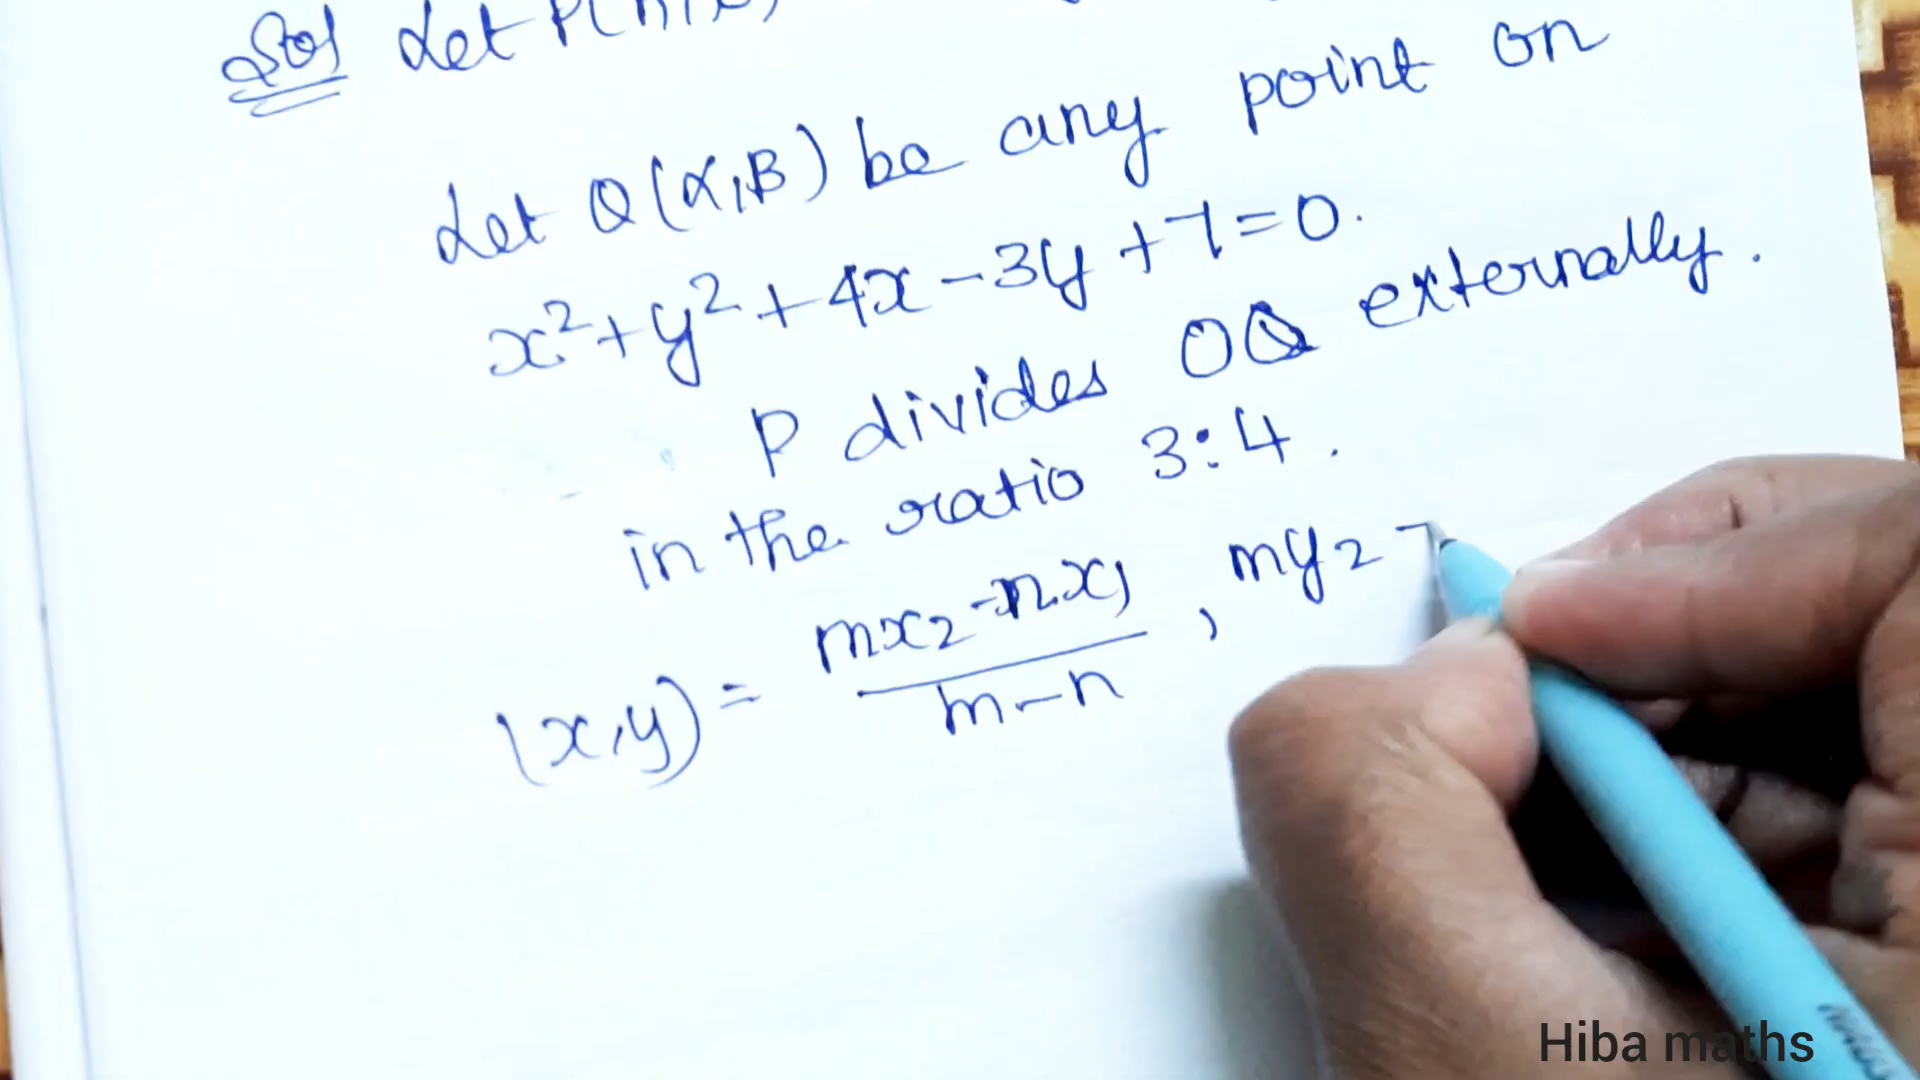 Sol Let P(h,k)
Let Q(α,β) be any point on
x²+y²+4x-3y+7=0.
P divides OQ externally.
in the ratio 3:4.
(x,y) = mx₂-nx₁/m-n , my₂-
Hiba maths